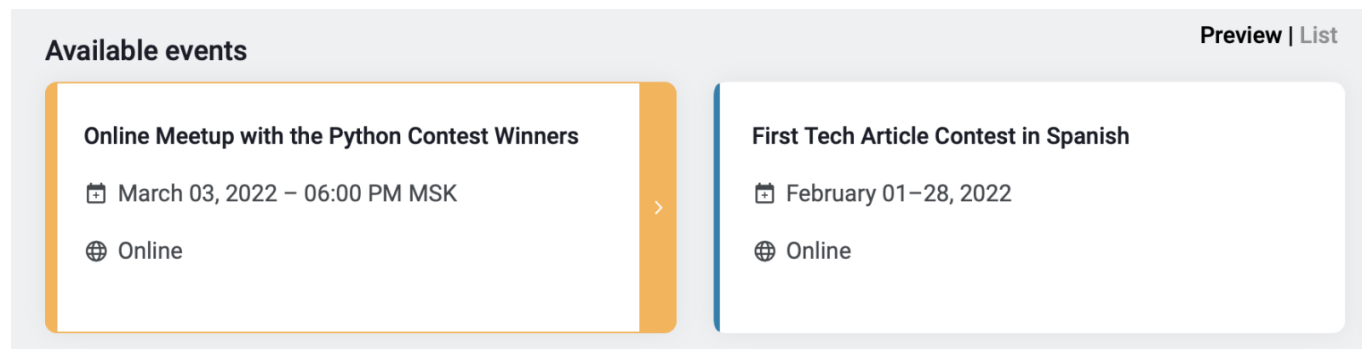 Available events
Preview | List
Online Meetup with the Python Contest Winners
March 03, 2022 – 06:00 PM MSK
Online
First Tech Article Contest in Spanish
February 01–28, 2022
Online